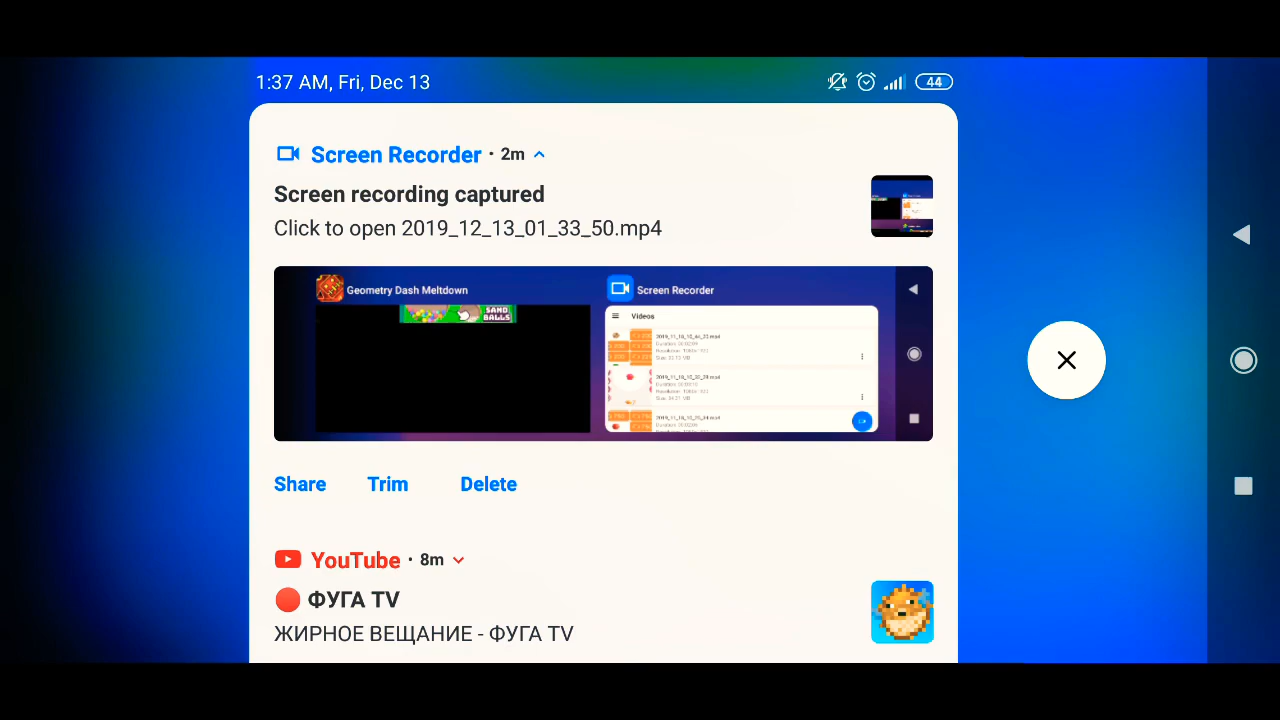 1:37 AM, Fri, Dec 13
44
Screen Recorder · 2m
Screen recording captured
Click to open 2019_12_13_01_33_50.mp4
Geometry Dash Meltdown
SAND
BALLS
Screen Recorder
Videos
Share Trim Delete
YouTube · 8m
ФУГА TV
ЖИРНОЕ ВЕЩАНИЕ - ФУГА TV